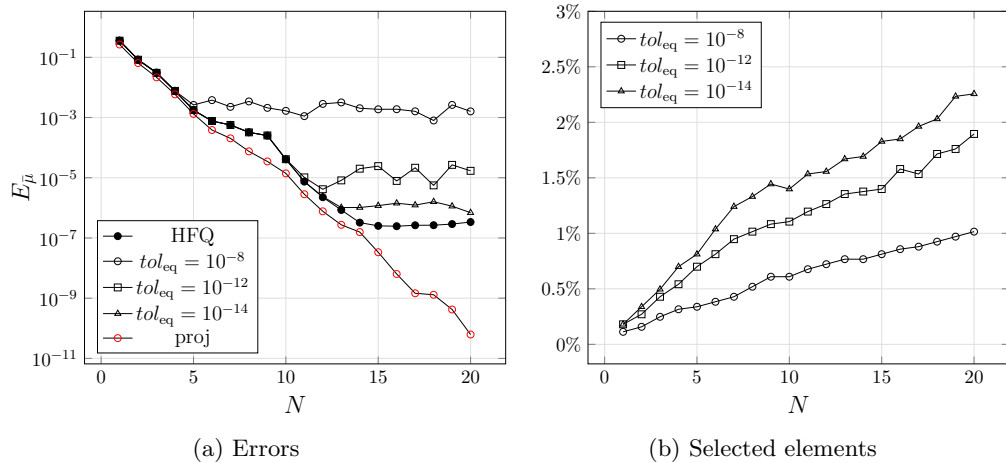 10⁻¹
10⁻³
10⁻⁵
10⁻⁷
10⁻⁹
10⁻¹¹
E_μ̄
HFQ
tol_eq = 10⁻⁸
tol_eq = 10⁻¹²
tol_eq = 10⁻¹⁴
proj
0 5 10 15 20
N
(a) Errors
3%
2.5%
2%
1.5%
1%
0.5%
0%
tol_eq = 10⁻⁸
tol_eq = 10⁻¹²
tol_eq = 10⁻¹⁴
0 5 10 15 20
N
(b) Selected elements